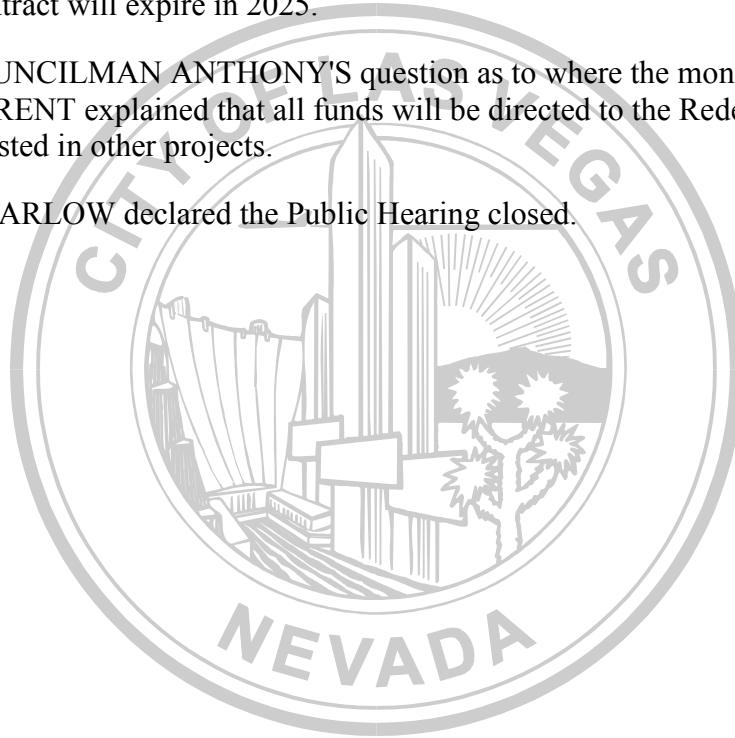 tract will expire in 2025.
UNCILMAN ANTHONY'S question as to where the mon
RENT explained that all funds will be directed to the Rede
sted in other projects.
ARLOW declared the Public Hearing closed.
CITY OF LAS VEGAS
NEVADA